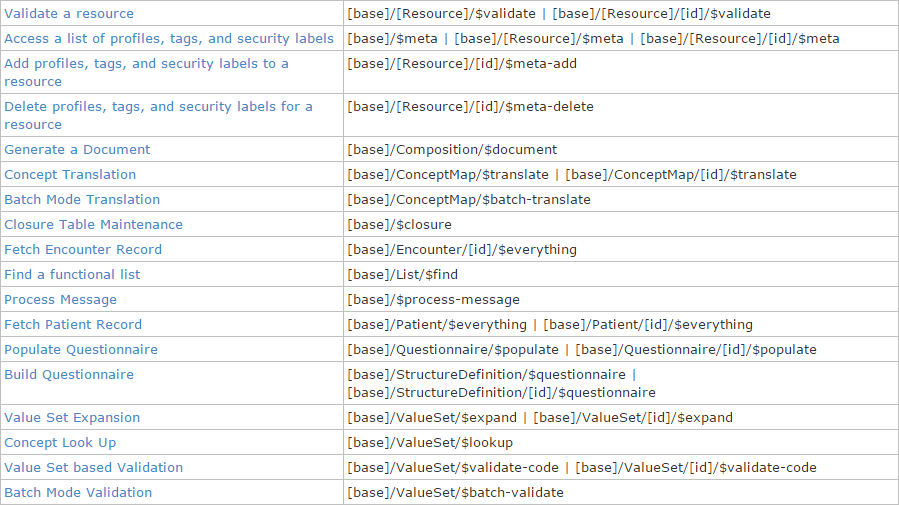 Validate a resource [base]/[Resource]/$validate | [base]/[Resource]/[id]/$validate
Access a list of profiles, tags, and security labels [base]/$meta | [base]/[Resource]/$meta | [base]/[Resource]/[id]/$meta
Add profiles, tags, and security labels to a [base]/[Resource]/[id]/$meta-add
resource
Delete profiles, tags, and security labels for a [base]/[Resource]/[id]/$meta-delete
resource
Generate a Document [base]/Composition/$document
Concept Translation [base]/ConceptMap/$translate | [base]/ConceptMap/[id]/$translate
Batch Mode Translation [base]/ConceptMap/$batch-translate
Closure Table Maintenance [base]/$closure
Fetch Encounter Record [base]/Encounter/[id]/$everything
Find a functional list [base]/List/$find
Process Message [base]/$process-message
Fetch Patient Record [base]/Patient/$everything | [base]/Patient/[id]/$everything
Populate Questionnaire [base]/Questionnaire/$populate | [base]/Questionnaire/[id]/$populate
Build Questionnaire [base]/StructureDefinition/$questionnaire |
[base]/StructureDefinition/[id]/$questionnaire
Value Set Expansion [base]/ValueSet/$expand | [base]/ValueSet/[id]/$expand
Concept Look Up [base]/ValueSet/$lookup
Value Set based Validation [base]/ValueSet/$validate-code | [base]/ValueSet/[id]/$validate-code
Batch Mode Validation [base]/ValueSet/$batch-validate